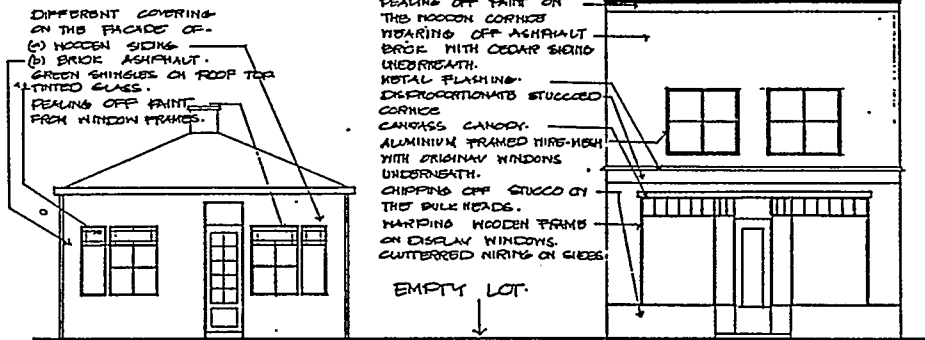 DIFFERENT COVERING
ON THE FACADE OF-
(a) WOODEN SIDING
(b) BRICK ASPHALT.
GREEN SHINGLES ON ROOF TOP
TINTED GLASS.
PEALING OFF PAINT
FROM WINDOW FRAMES.
PEALING OFF PAINT ON
THE WOODEN CORNICE
WEARING OFF ASHPHALT
BRICK WITH CEDAR SIDING
UNDERNEATH.
METAL FLASHING.
DISPROPORTIONATE STUCCOED
CORNICE
CANVASS CANOPY.
ALUMINIUM FRAMED WIRE-MESH
WITH ORIGINAL WINDOWS
UNDERNEATH.
CHIPPING OFF STUCCO ON
THE BULK HEADS.
WARPING WOODEN FRAME
ON DISPLAY WINDOWS.
CLUTTERRED WIRING ON SIDES.
EMPTY LOT.